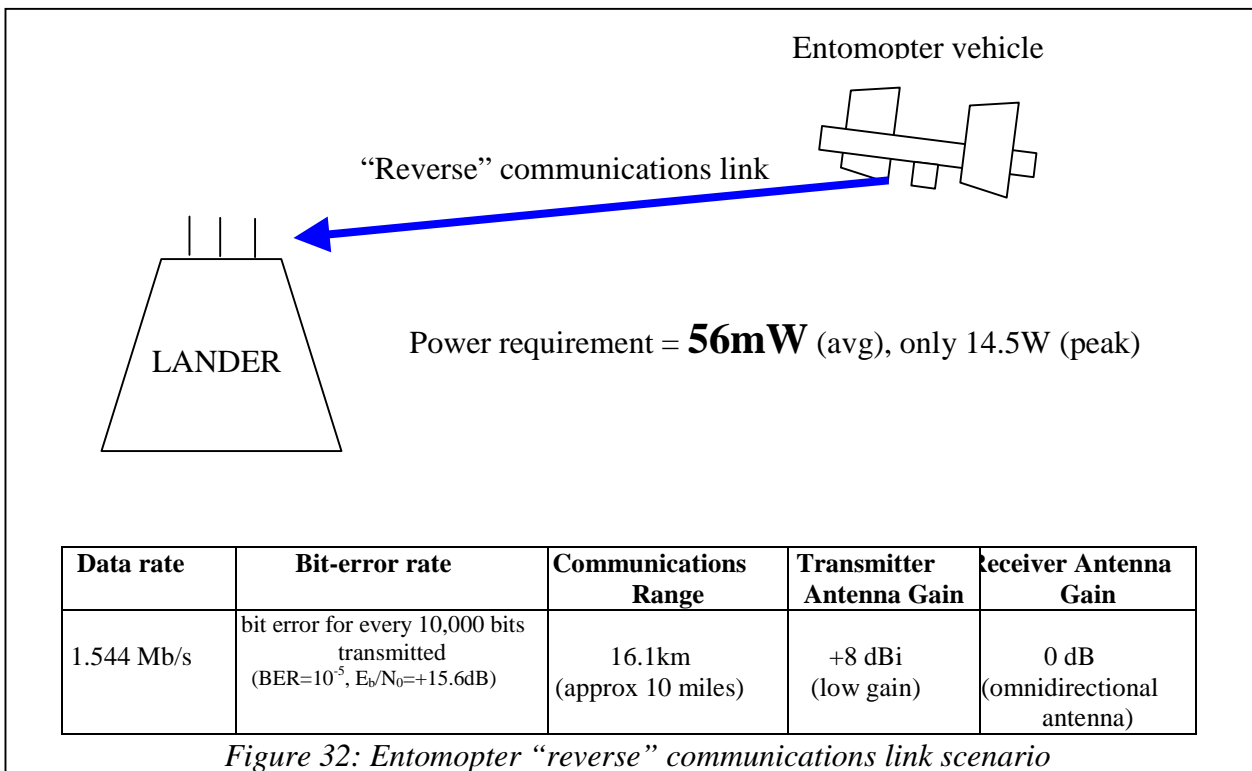 Entomopter vehicle
“Reverse” communications link
LANDER
Power requirement = 56mW (avg), only 14.5W (peak)
Data rate
Bit-error rate
Communications
Range
Transmitter
Antenna Gain
Receiver Antenna
Gain
1.544 Mb/s
bit error for every 10,000 bits
transmitted
(BER=10⁻⁵, E_b/N₀=+15.6dB)
16.1km
(approx 10 miles)
+8 dBi
(low gain)
0 dB
(omnidirectional
antenna)
Figure 32: Entomopter “reverse” communications link scenario